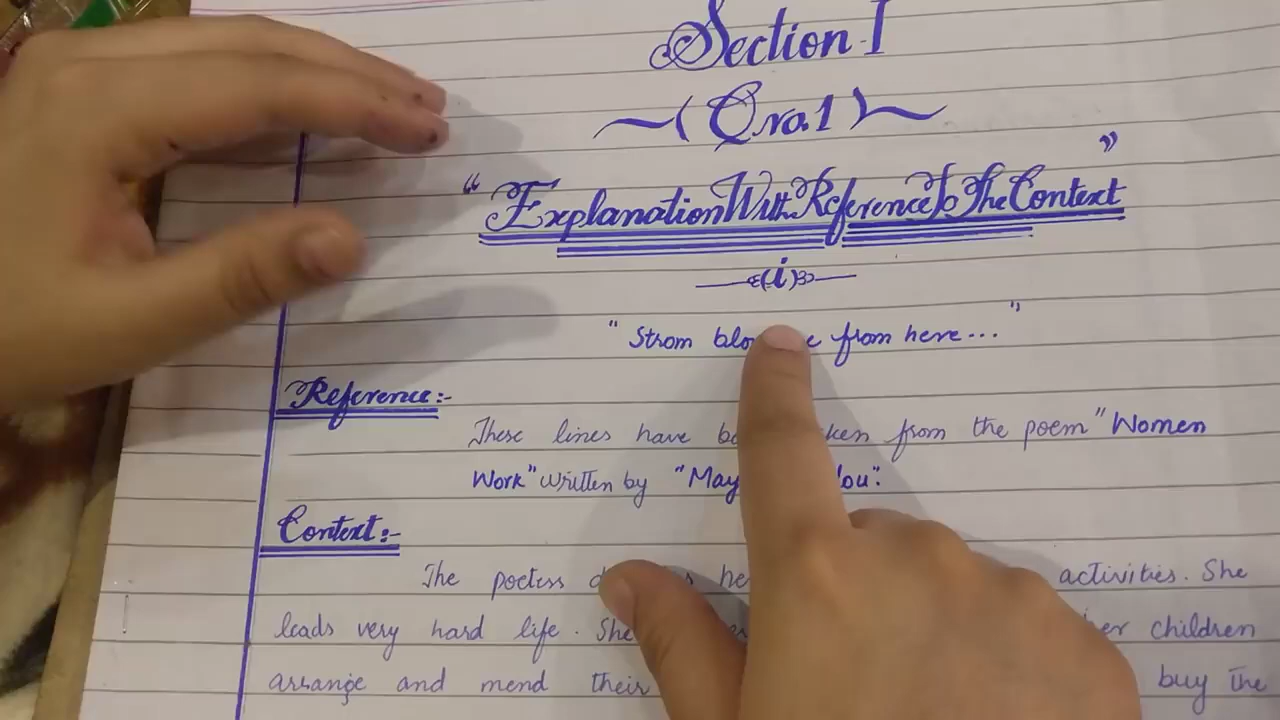 Section-I
(Q no.1)
"Explanation With Reference To The Context"
(i)
"Strom from here..."
Reference:-
These lines have from the poem "Women
Work" written by
Context:-
The poetess activities. She
leads very hard life. She her children
arrange and mend their buy the